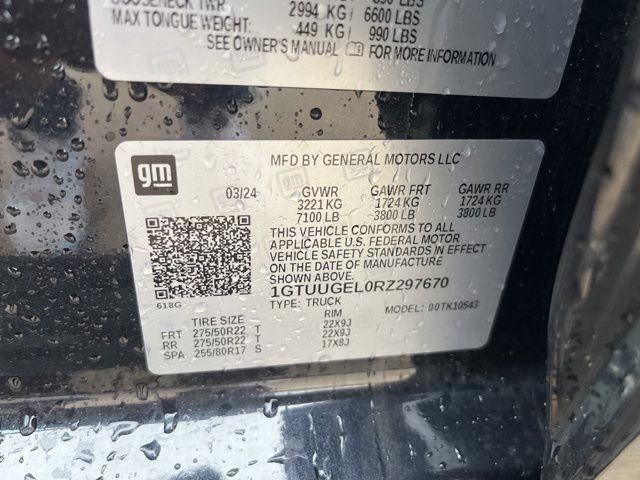 2994 KG / 6600 LBS
MAX TONGUE WEIGHT: 449 KG / 990 LBS
SEE OWNER'S MANUAL FOR MORE INFORMATION
gm
MFD BY GENERAL MOTORS LLC
03/24 GVWR GAWR FRT GAWR RR
3221 KG 1724 KG 1724 KG
7100 LB 3800 LB 3800 LB
THIS VEHICLE CONFORMS TO ALL
APPLICABLE U.S. FEDERAL MOTOR
VEHICLE SAFETY STANDARDS IN EFFECT
ON THE DATE OF MANUFACTURE
SHOWN ABOVE.
618G 1GTUUGEL0RZ297670
TYPE: TRUCK MODEL: 00TK10543
TIRE SIZE RIM
FRT 275/50R22 T 22X9J
RR 275/50R22 T 22X9J
SPA 255/80R17 S 17X8J